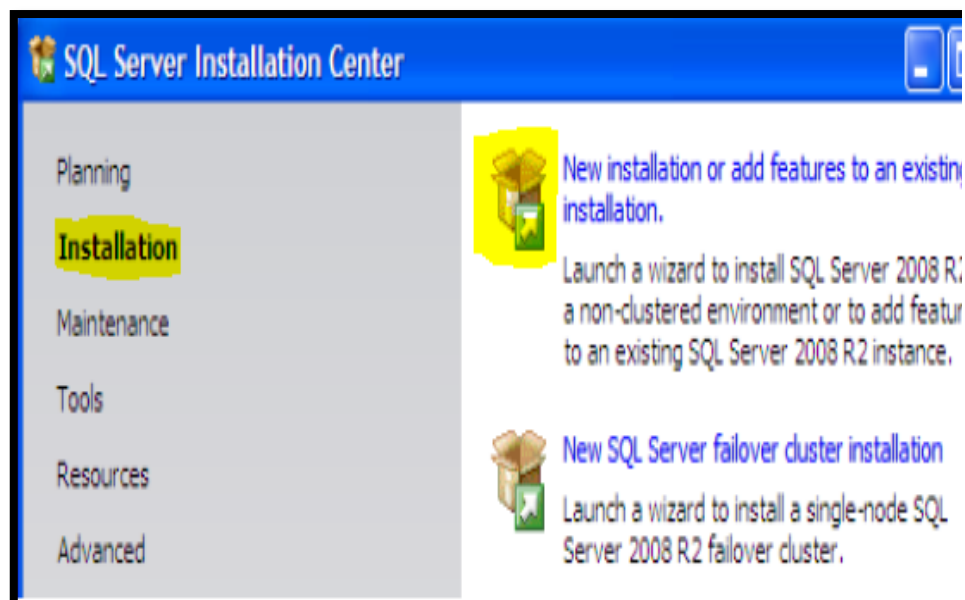 SQL Server Installation Center
Planning
Installation
Maintenance
Tools
Resources
Advanced
New installation or add features to an existing
installation.
Launch a wizard to install SQL Server 2008 R2
a non-clustered environment or to add featur
to an existing SQL Server 2008 R2 instance.
New SQL Server failover cluster installation
Launch a wizard to install a single-node SQL
Server 2008 R2 failover cluster.